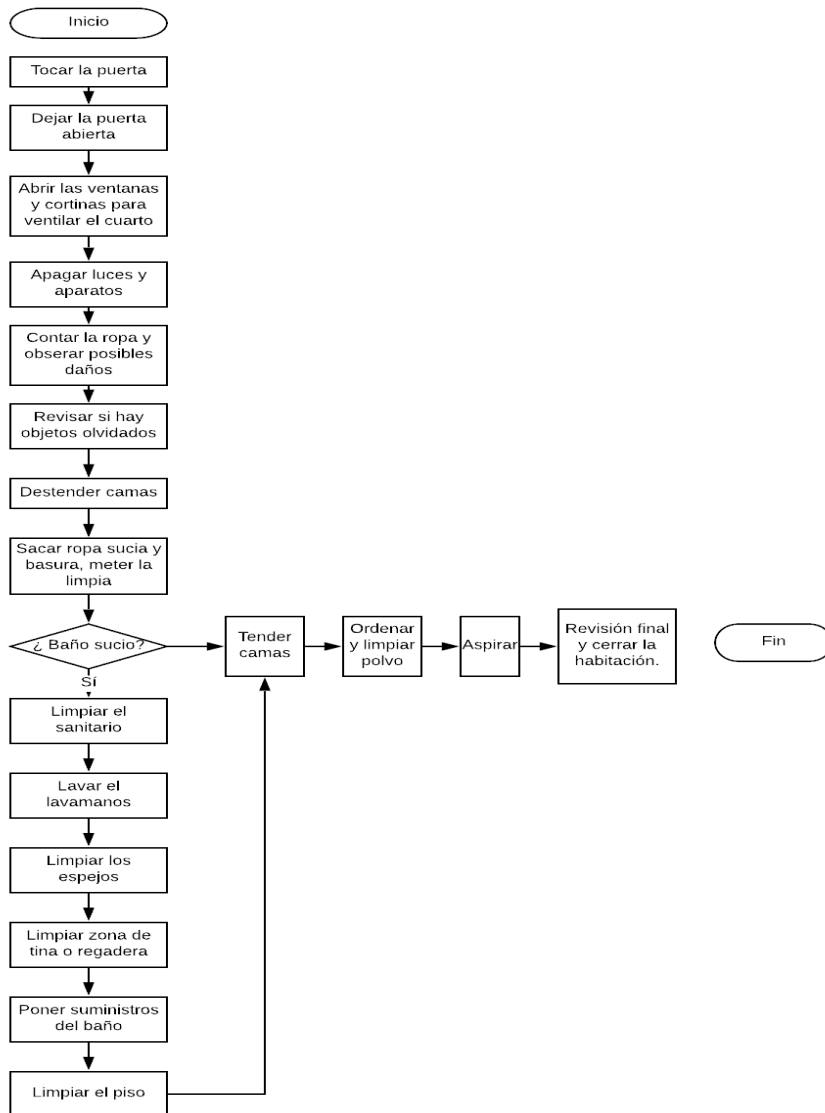 Inicio
Tocar la puerta
Dejar la puerta
abierta
Abrir las ventanas
y cortinas para
ventilar el cuarto
Apagar luces y
aparatos
Contar la ropa y
obserar posibles
daños
Revisar si hay
objetos olvidados
Destender camas
Sacar ropa sucia y
basura, meter la
limpia
¿ Baño sucio?
Sí
Limpiar el
sanitario
Lavar el
lavamanos
Limpiar los
espejos
Limpiar zona de
tina o regadera
Poner suministros
del baño
Limpiar el piso
Tender
camas
Ordenar
y limpiar
polvo
Aspirar
Revisión final
y cerrar la
habitación.
Fin